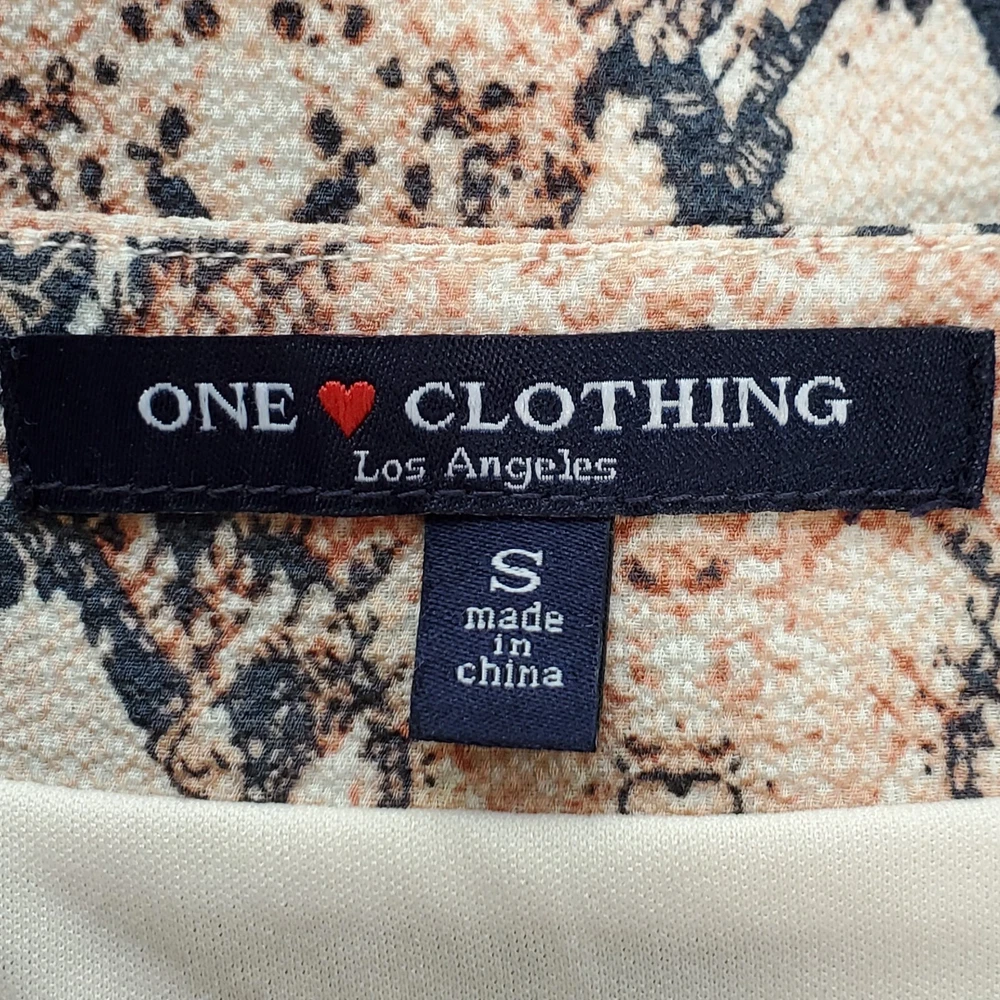 ONE ♥ CLOTHING
Los Angeles
S
made
in
china